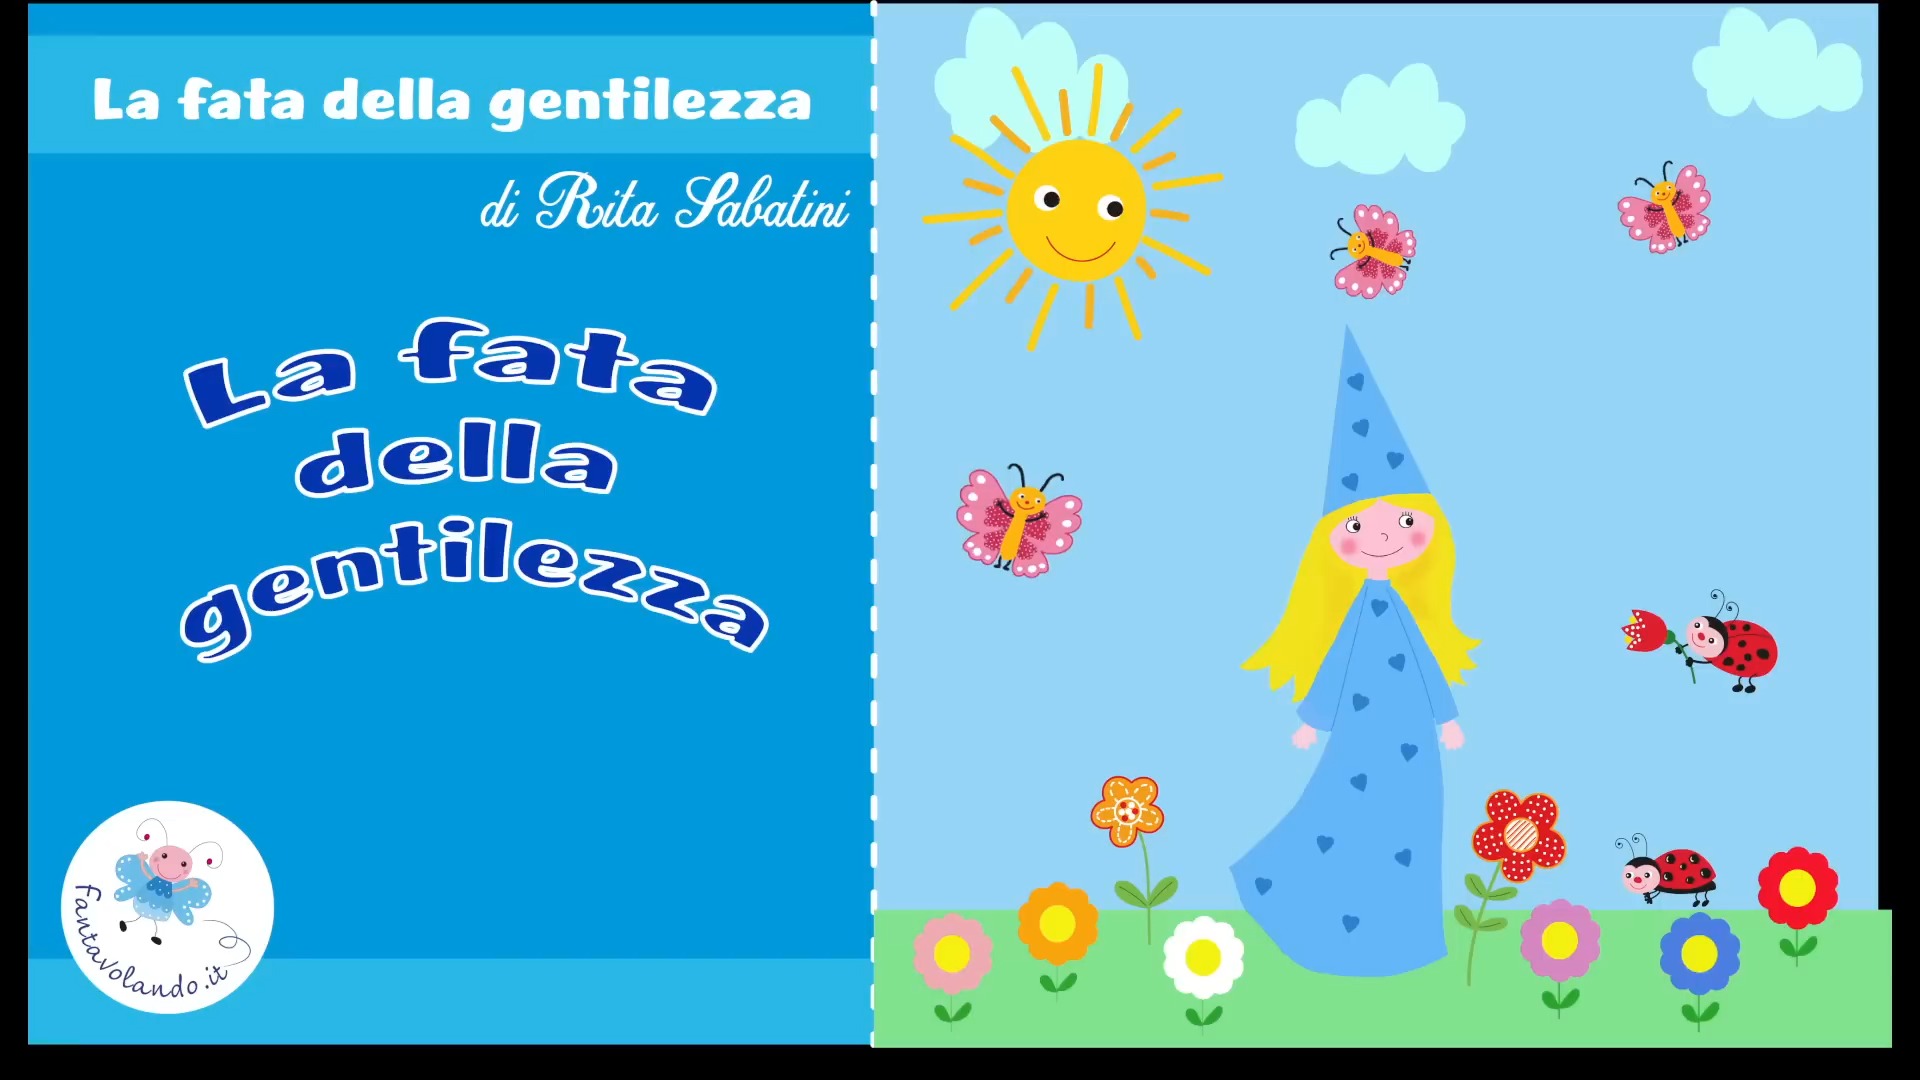 La fata della gentilezza
di Rita Sabatini
La fata
della
gentilezza
fantavolando.it